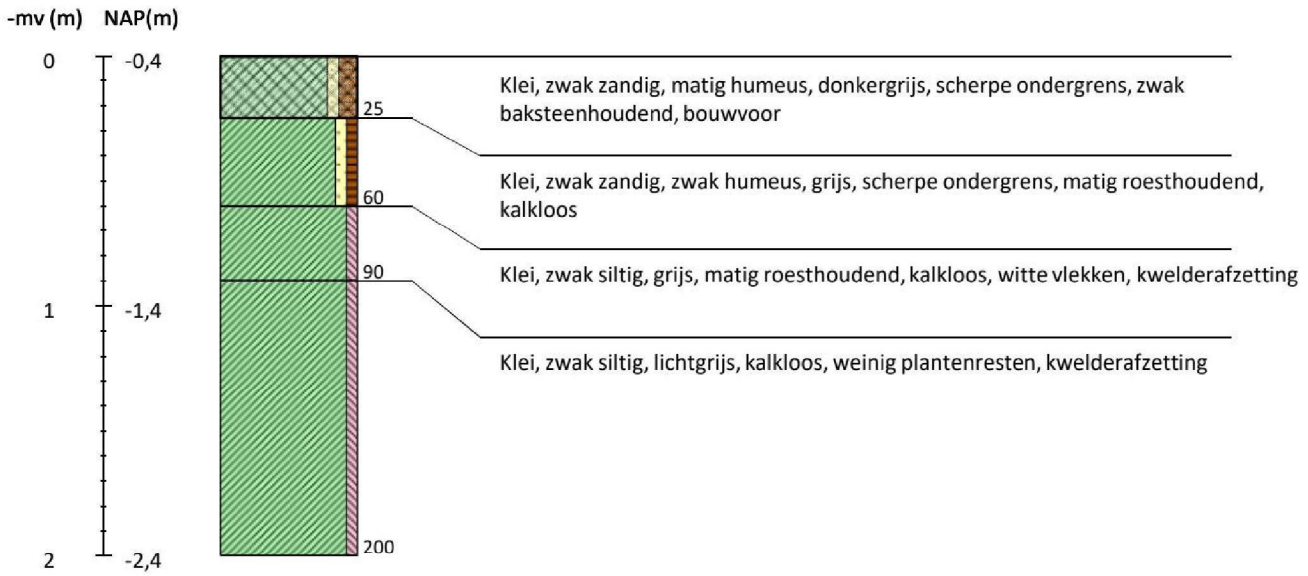 -mv (m) NAP(m)
0 -0,4
Klei, zwak zandig, matig humeus, donkergrijs, scherpe ondergrens, zwak
baksteenhoudend, bouwvoor
25
Klei, zwak zandig, zwak humeus, grijs, scherpe ondergrens, matig roesthoudend,
kalkloos
60
Klei, zwak siltig, grijs, matig roesthoudend, kalkloos, witte vlekken, kwelderafzetting
90
1 -1,4
Klei, zwak siltig, lichtgrijs, kalkloos, weinig plantenresten, kwelderafzetting
200
2 -2,4